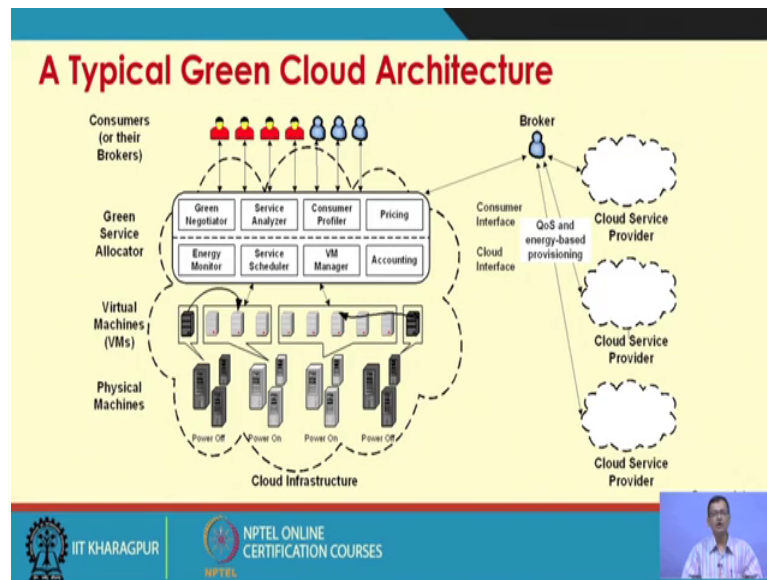 A Typical Green Cloud Architecture
Consumers
(or their
Brokers)
Broker
Green
Service
Allocator
Green
Negotiator
Service
Analyzer
Consumer
Profiler
Pricing
Energy
Monitor
Service
Scheduler
VM
Manager
Accounting
Consumer
Interface
Cloud
Interface
QoS and
energy-based
provisioning
Cloud Service
Provider
Cloud Service
Provider
Cloud Service
Provider
Virtual
Machines
(VMs)
Physical
Machines
Power Off
Power On
Power On
Power Off
Cloud Infrastructure
IIT KHARAGPUR
NPTEL
NPTEL ONLINE
CERTIFICATION COURSES